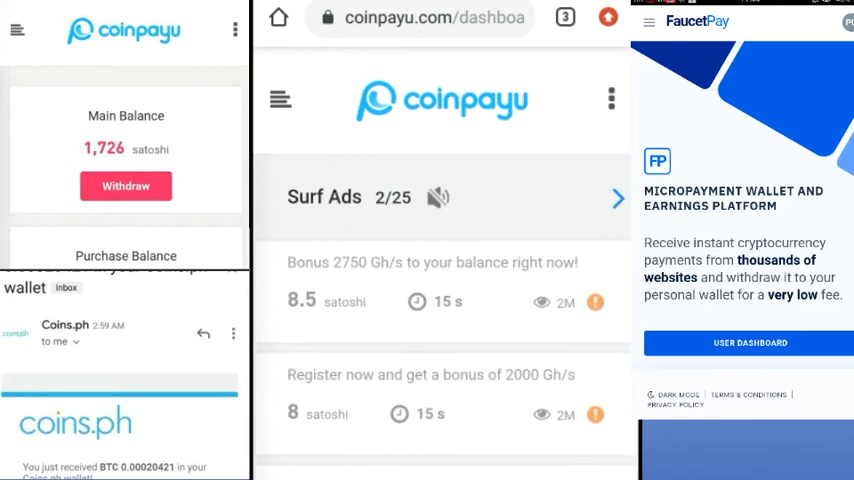 coinpayu
Main Balance
1,726 satoshi
Withdraw
Purchase Balance
wallet Inbox
coinsph
Coins.ph 2:59 AM
to me
coins.ph
You just received BTC 0.00020421 in your
Coins.ph wallet!
coinpayu.com/dashboa
3
coinpayu
Surf Ads 2/25
Bonus 2750 Gh/s to your balance right now!
8.5 satoshi 15 s 2M
Register now and get a bonus of 2000 Gh/s
8 satoshi 15 s 2M
FaucetPay
PU
FP
MICROPAYMENT WALLET AND
EARNINGS PLATFORM
Receive instant cryptocurrency
payments from thousands of
websites and withdraw it to your
personal wallet for a very low fee.
USER DASHBOARD
DARK MODE | TERMS & CONDITIONS |
PRIVACY POLICY